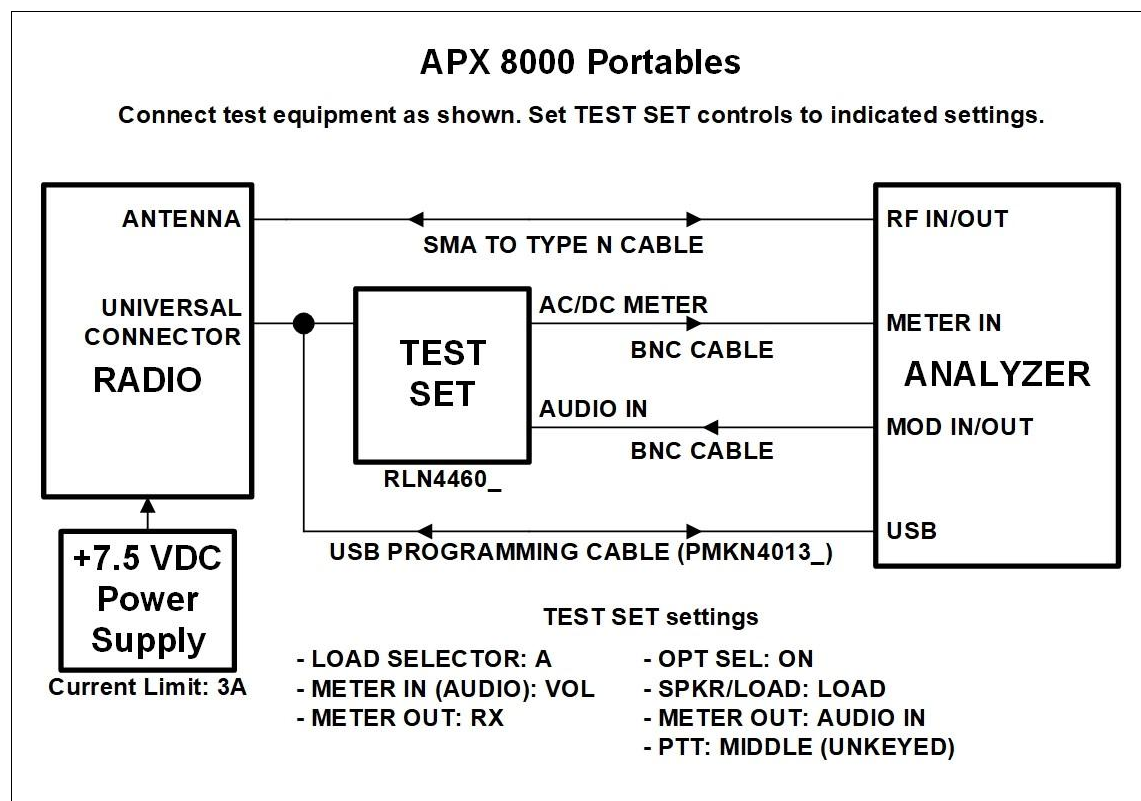 APX 8000 Portables
Connect test equipment as shown. Set TEST SET controls to indicated settings.
ANTENNA
RF IN/OUT
SMA TO TYPE N CABLE
UNIVERSAL
CONNECTOR
RADIO
TEST
SET
RLN4460_
AC/DC METER
BNC CABLE
METER IN
ANALYZER
AUDIO IN
BNC CABLE
MOD IN/OUT
USB
USB PROGRAMMING CABLE (PMKN4013_)
+7.5 VDC
Power
Supply
Current Limit: 3A
TEST SET settings
- LOAD SELECTOR: A
- METER IN (AUDIO): VOL
- METER OUT: RX
- OPT SEL: ON
- SPKR/LOAD: LOAD
- METER OUT: AUDIO IN
- PTT: MIDDLE (UNKEYED)